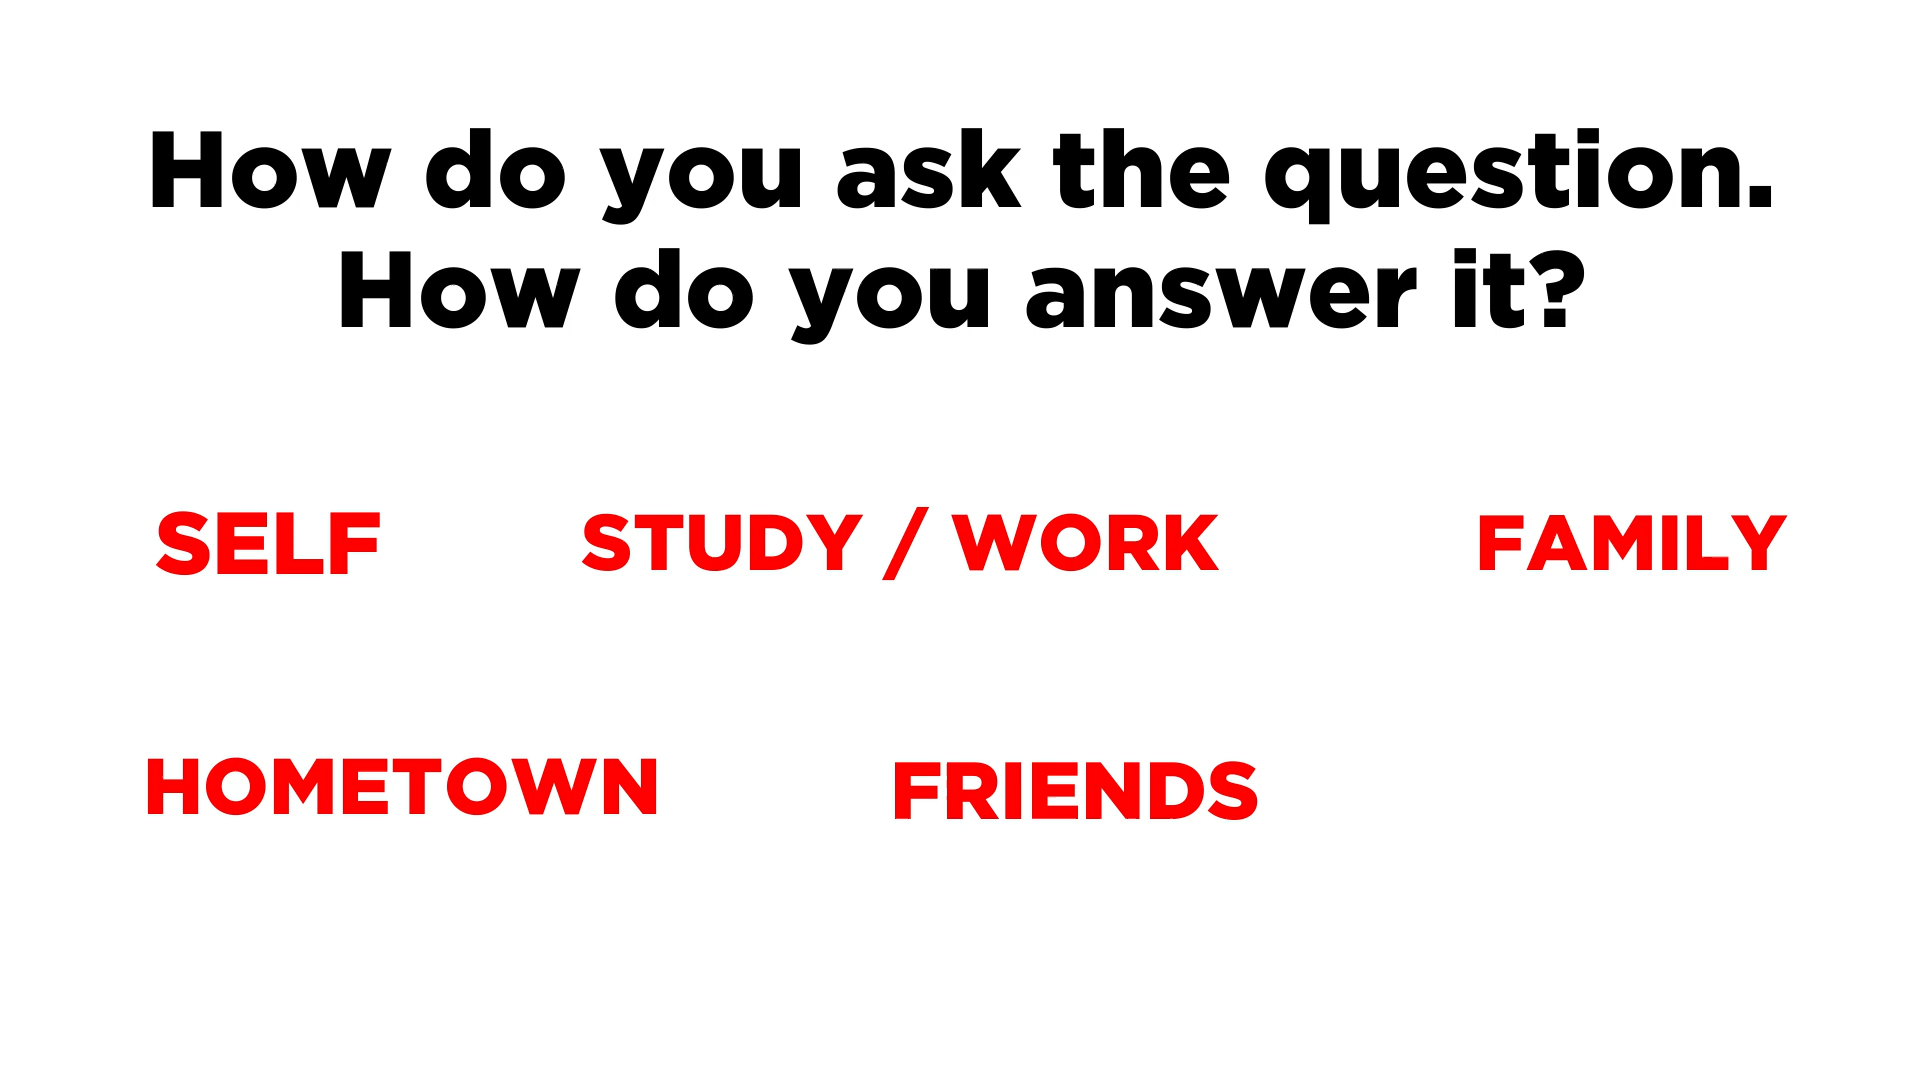 How do you ask the question.
How do you answer it?
SELF STUDY / WORK FAMILY
HOMETOWN FRIENDS